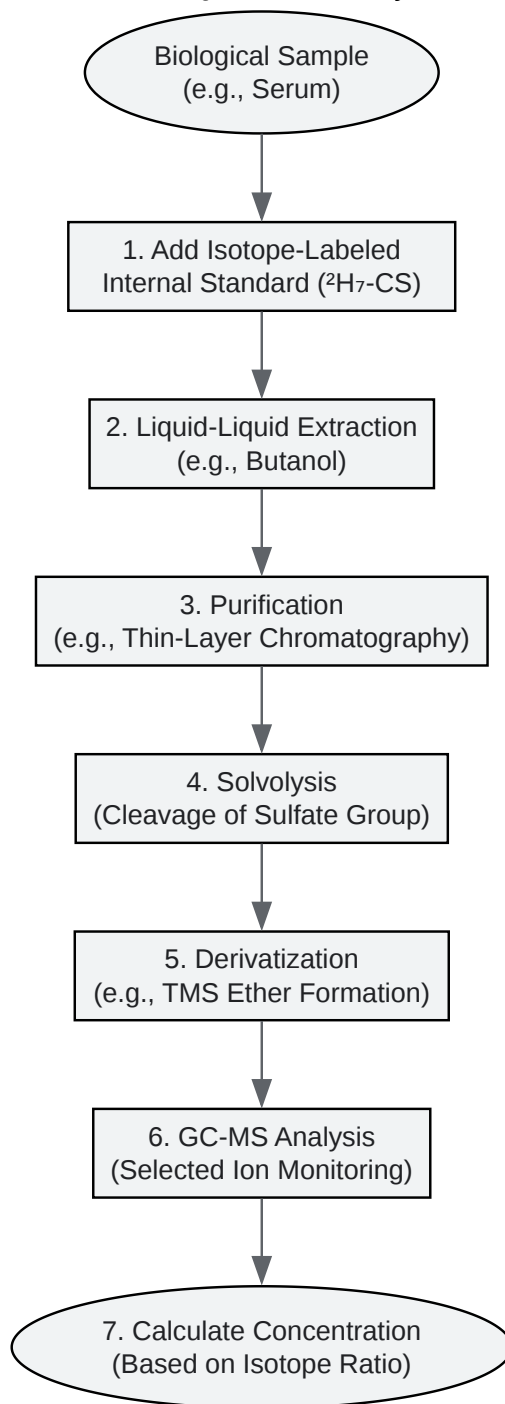 Biological Sample
(e.g., Serum)
1. Add Isotope-Labeled
Internal Standard (²H₇-CS)
2. Liquid-Liquid Extraction
(e.g., Butanol)
3. Purification
(e.g., Thin-Layer Chromatography)
4. Solvolysis
(Cleavage of Sulfate Group)
5. Derivatization
(e.g., TMS Ether Formation)
6. GC-MS Analysis
(Selected Ion Monitoring)
7. Calculate Concentration
(Based on Isotope Ratio)